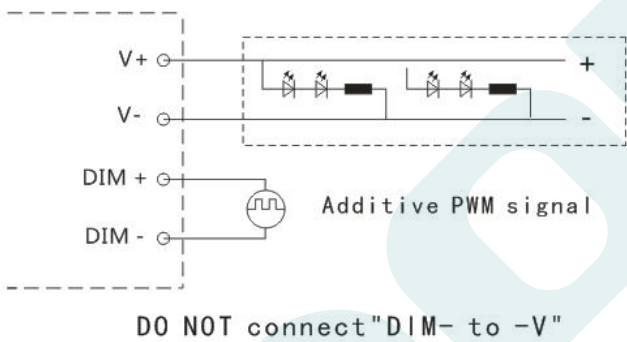 V+
+
V-
-
DIM +
Additive PWM signal
DIM -
DO NOT connect"DIM- to -V"